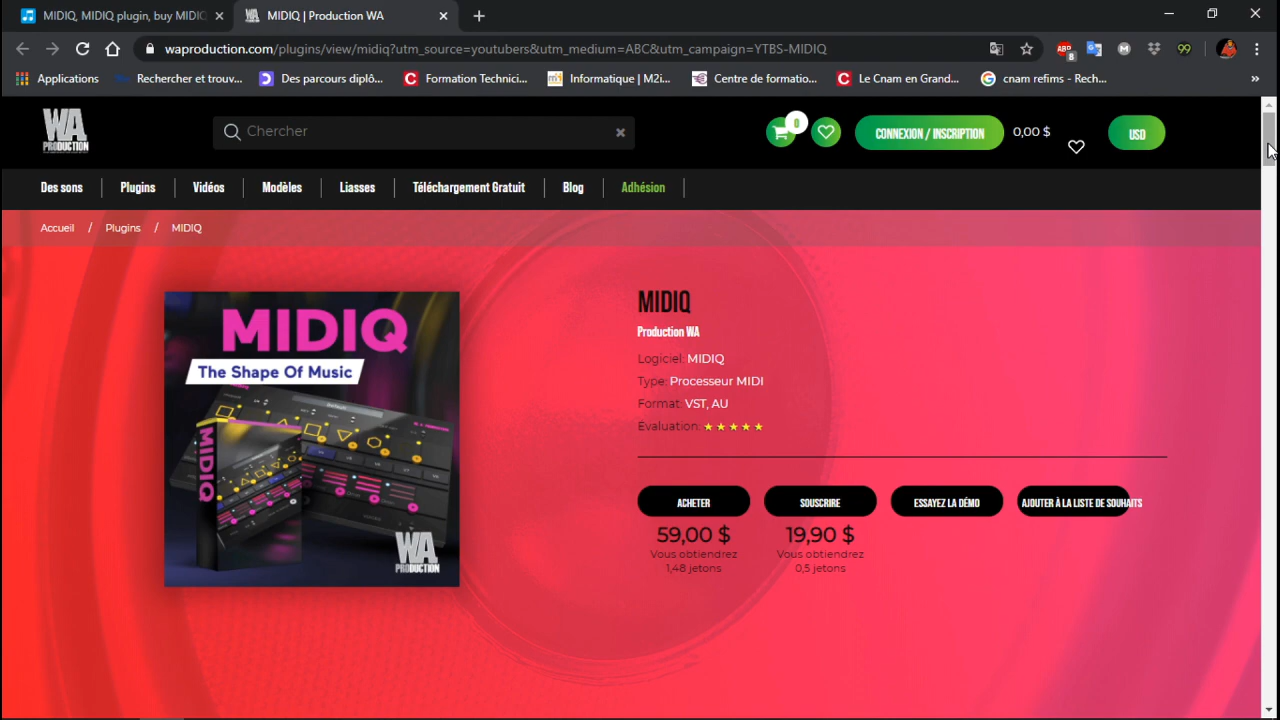 MIDIQ, MIDIQ plugin, buy MIDIQ
MIDIQ | Production WA
waproduction.com/plugins/view/midiq?utm_source=youtubers&utm_medium=ABC&utm_campaign=YTBS-MIDIQ
ABP
8
99
Applications
Rechercher et trouv...
Des parcours diplô...
Formation Technici...
Informatique | M2i...
Centre de formatio...
Le Cnam en Grand...
cnam refims - Rech...
WA
PRODUCTION
Chercher
0
CONNEXION / INSCRIPTION
0,00 $
USD
Des sons
Plugins
Vidéos
Modèles
Liasses
Téléchargement Gratuit
Blog
Adhésion
Accueil / Plugins / MIDIQ
MIDIQ
The Shape Of Music
MIDIQ
WA
PRODUCTION
MIDIQ
Production WA
Logiciel: MIDIQ
Type: Processeur MIDI
Format: VST, AU
Evaluation: ★★★★★
ACHETER
59,00 $
Vous obtiendrez
1,48 jetons
SOUSCRIRE
19,90 $
Vous obtiendrez
0,5 jetons
ESSAYEZ LA DÉMO
AJOUTER À LA LISTE DE SOUHAITS